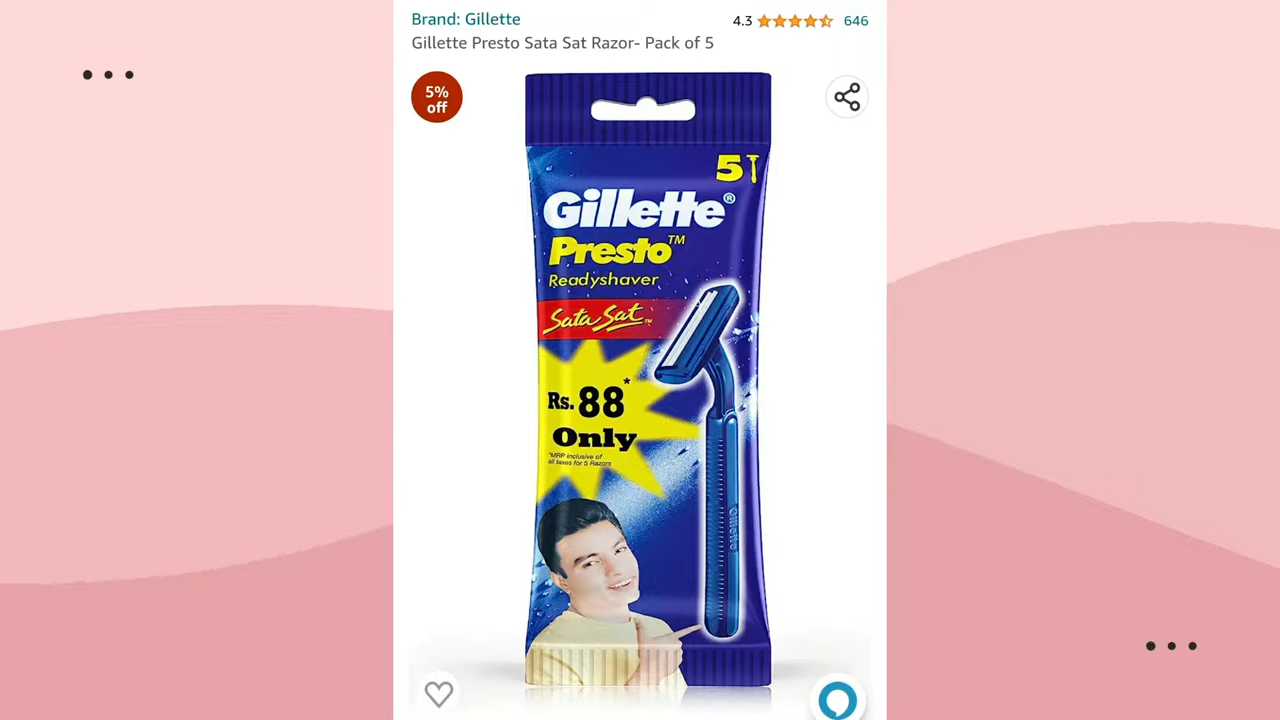 Brand: Gillette
4.3 646
Gillette Presto Sata Sat Razor- Pack of 5
5%
off
5
Gillette®
Presto™
Readyshaver
Sata Sat™
Rs. 88*
Only
*MRP Inclusive of
all taxes for 5 Razors
Gillette